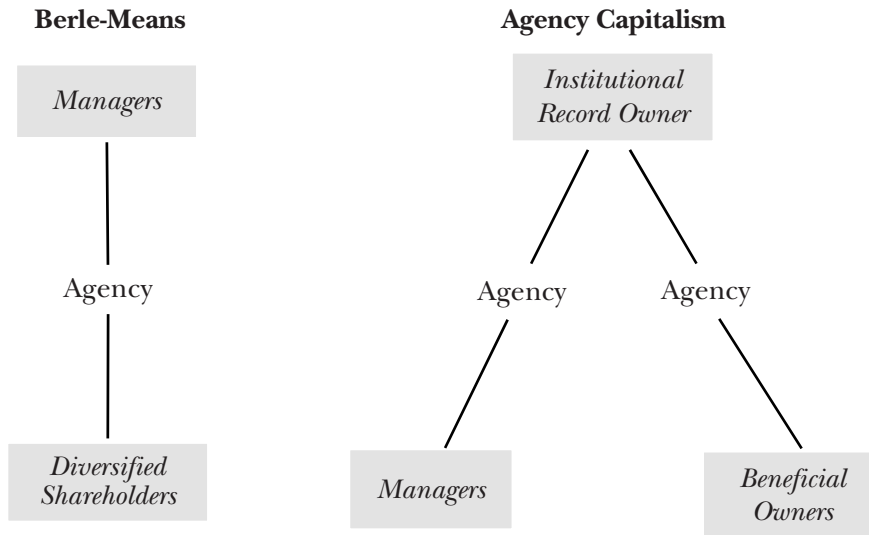 Berle-Means
Managers
Agency
Diversified
Shareholders
Agency Capitalism
Institutional
Record Owner
Agency
Agency
Managers
Beneficial
Owners